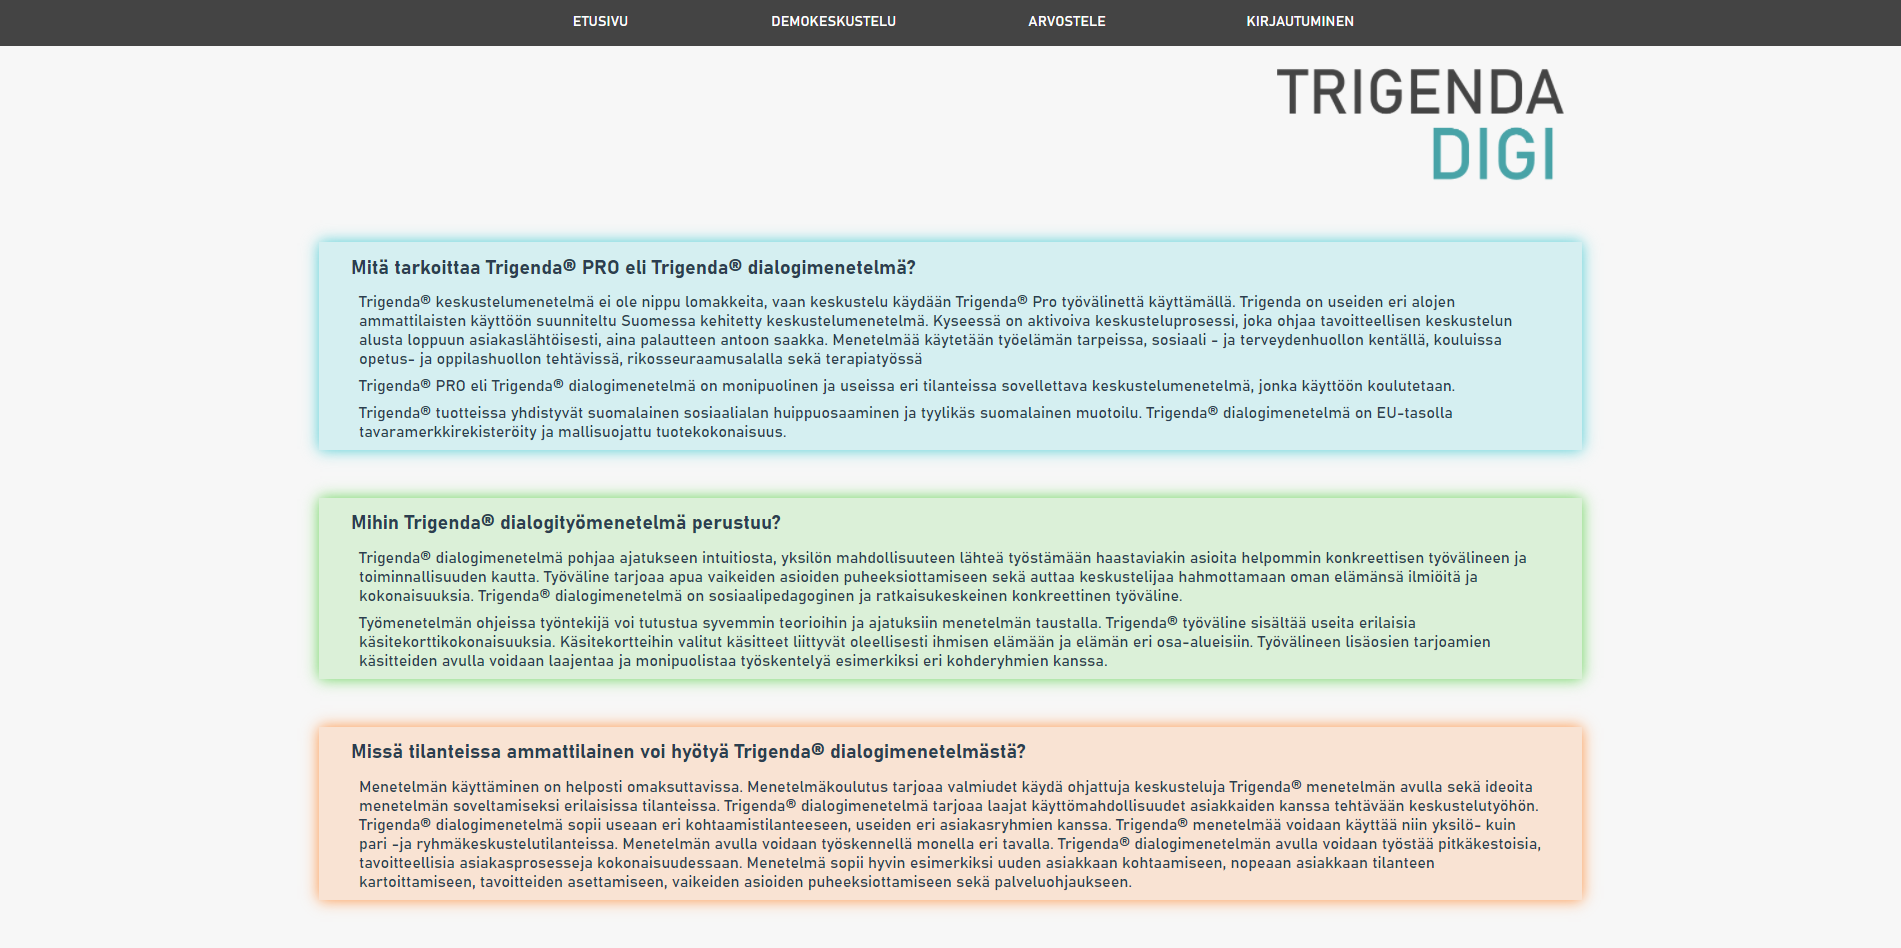 ETUSIVU DEMOKESKUSTELU ARVOSTELE KIRJAUTUMINEN
TRIGENDA
DIGI
Mitä tarkoittaa Trigenda® PRO eli Trigenda® dialogimenetelmä?
Trigenda® keskustelumenetelmä ei ole nippu lomakkeita, vaan keskustelu käydään Trigenda® Pro työvälinettä käyttämällä. Trigenda on useiden eri alojen
ammattilaisten käyttöön suunniteltu Suomessa kehitetty keskustelumenetelmä. Kyseessä on aktivoiva keskusteluprosessi, joka ohjaa tavoitteellisen keskustelun
alusta loppuun asiakaslähtöisesti, aina palautteen antoon saakka. Menetelmää käytetään työelämän tarpeissa, sosiaali - ja terveydenhuollon kentällä, kouluissa
opetus- ja oppilashuollon tehtävissä, rikosseuraamusalalla sekä terapiatyössä
Trigenda® PRO eli Trigenda® dialogimenetelmä on monipuolinen ja useissa eri tilanteissa sovellettava keskustelumenetelmä, jonka käyttöön koulutetaan.
Trigenda® tuotteissa yhdistyvät suomalainen sosiaalialan huippuosaaminen ja tyylikäs suomalainen muotoilu. Trigenda® dialogimenetelmä on EU-tasolla
tavaramerkkirekisteröity ja mallisuojattu tuotekokonaisuus.
Mihin Trigenda® dialogityömenetelmä perustuu?
Trigenda® dialogimenetelmä pohjaa ajatukseen intuitiosta, yksilön mahdollisuuteen lähteä työstämään haastaviakin asioita helpommin konkreettisen työvälineen ja
toiminnallisuuden kautta. Työväline tarjoaa apua vaikeiden asioiden puheeksiottamiseen sekä auttaa keskustelijaa hahmottamaan oman elämänsä ilmiöitä ja
kokonaisuuksia. Trigenda® dialogimenetelmä on sosiaalipedagoginen ja ratkaisukeskeinen konkreettinen työväline.
Työmenetelmän ohjeissa työntekijä voi tutustua syvemmin teorioihin ja ajatuksiin menetelmän taustalla. Trigenda® työväline sisältää useita erilaisia
käsitekorttikokonaisuuksia. Käsitekortteihin valitut käsitteet liittyvät oleellisesti ihmisen elämään ja elämän eri osa-alueisiin. Työvälineen lisäosien tarjoamien
käsitteiden avulla voidaan laajentaa ja monipuolistaa työskentelyä esimerkiksi eri kohderyhmien kanssa.
Missä tilanteissa ammattilainen voi hyötyä Trigenda® dialogimenetelmästä?
Menetelmän käyttäminen on helposti omaksuttavissa. Menetelmäkoulutus tarjoaa valmiudet käydä ohjattuja keskusteluja Trigenda® menetelmän avulla sekä ideoita
menetelmän soveltamiseksi erilaisissa tilanteissa. Trigenda® dialogimenetelmä tarjoaa laajat käyttömahdollisuudet asiakkaiden kanssa tehtävään keskustelutyöhön.
Trigenda® dialogimenetelmä sopii useaan eri kohtaamistilanteeseen, useiden eri asiakasryhmien kanssa. Trigenda® menetelmää voidaan käyttää niin yksilö- kuin
pari -ja ryhmäkeskustelutilanteissa. Menetelmän avulla voidaan työskennellä monella eri tavalla. Trigenda® dialogimenetelmän avulla voidaan työstää pitkäkestoisia,
tavoitteellisia asiakasprosesseja kokonaisuudessaan. Menetelmä sopii hyvin esimerkiksi uuden asiakkaan kohtaamiseen, nopeaan asiakkaan tilanteen
kartoittamiseen, tavoitteiden asettamiseen, vaikeiden asioiden puheeksiottamiseen sekä palveluohjaukseen.